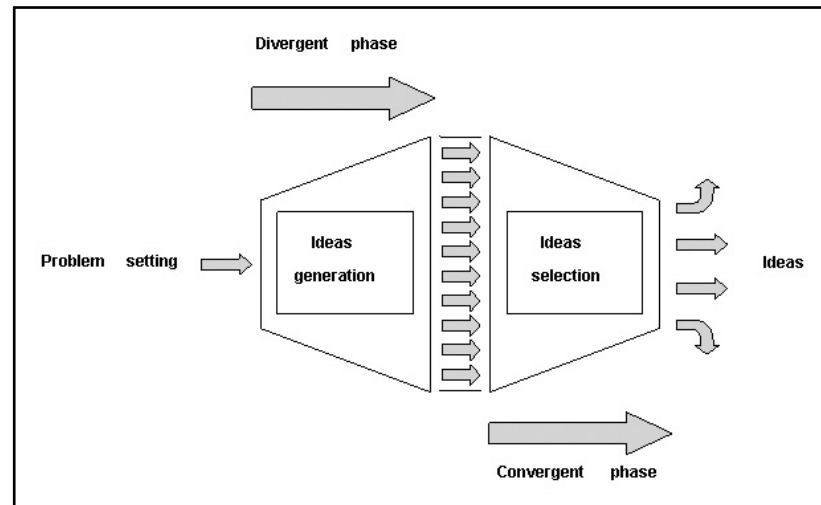 Divergent phase
Ideas
generation
Ideas
selection
Problem setting
Ideas
Convergent phase